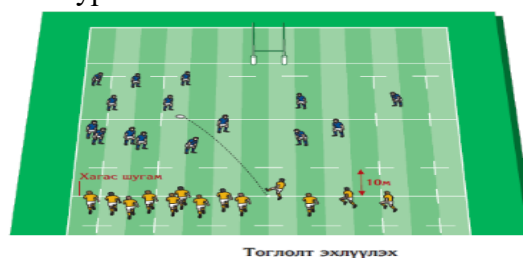 Хагас шугам
10м
Тоглолт эхлүүлэх